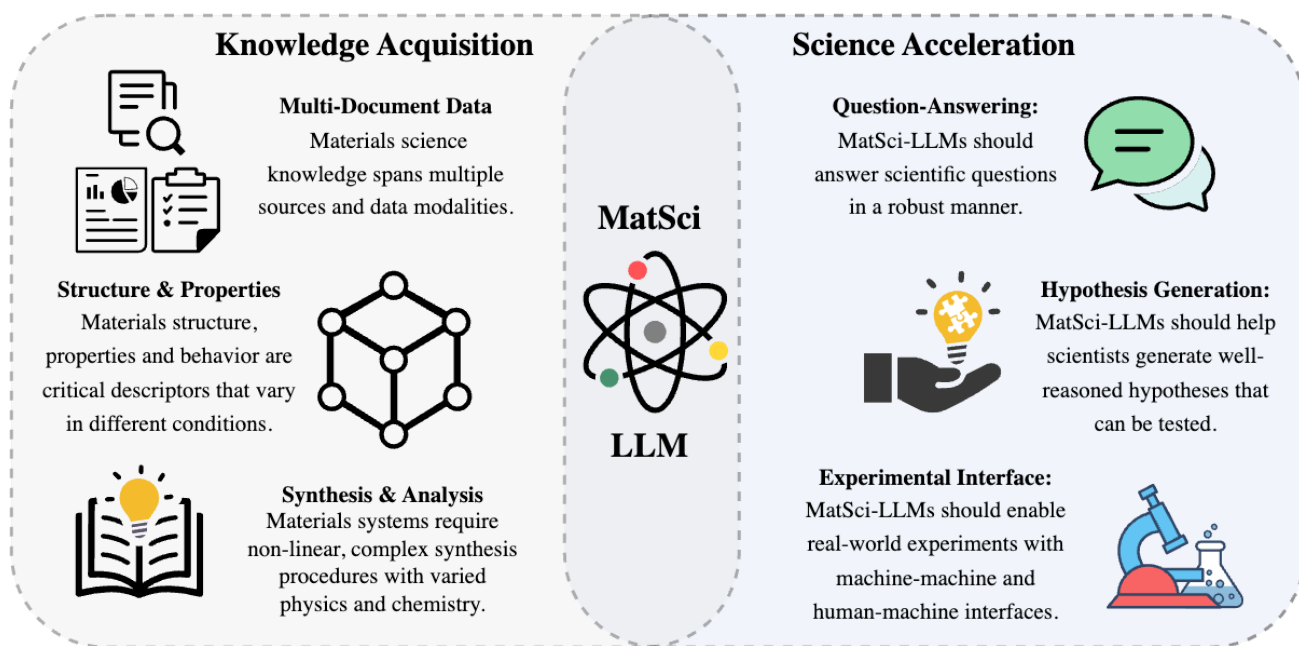 Knowledge Acquisition
Multi-Document Data
Materials science
knowledge spans multiple
sources and data modalities.
Structure & Properties
Materials structure,
properties and behavior are
critical descriptors that vary
in different conditions.
Synthesis & Analysis
Materials systems require
non-linear, complex synthesis
procedures with varied
physics and chemistry.
MatSci
LLM
Science Acceleration
Question-Answering:
MatSci-LLMs should
answer scientific questions
in a robust manner.
Hypothesis Generation:
MatSci-LLMs should help
scientists generate well-
reasoned hypotheses that
can be tested.
Experimental Interface:
MatSci-LLMs should enable
real-world experiments with
machine-machine and
human-machine interfaces.